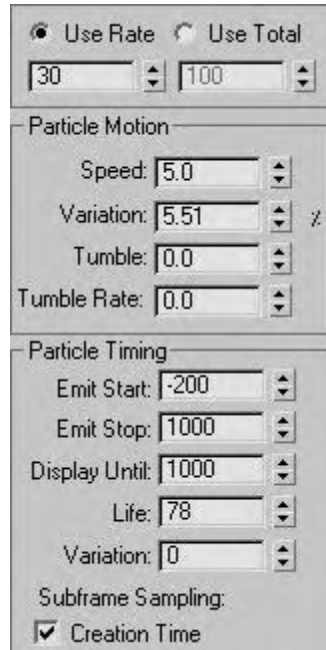 Use Rate Use Total
30 100
Particle Motion
Speed: 5.0
Variation: 5.51 %
Tumble: 0.0
Tumble Rate: 0.0
Particle Timing
Emit Start: -200
Emit Stop: 1000
Display Until: 1000
Life: 78
Variation: 0
Subframe Sampling:
Creation Time